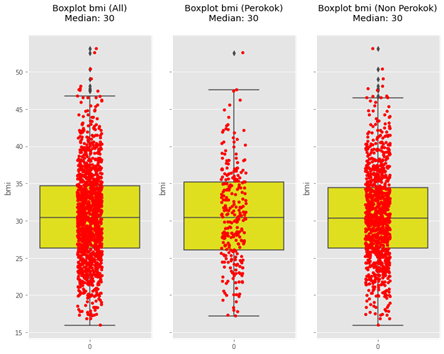 Boxplot bmi (All)
Median: 30
Boxplot bmi (Perokok)
Median: 30
Boxplot bmi (Non Perokok)
Median: 30
bmi
50
45
40
35
30
25
20
15
0
bmi
0
bmi
0